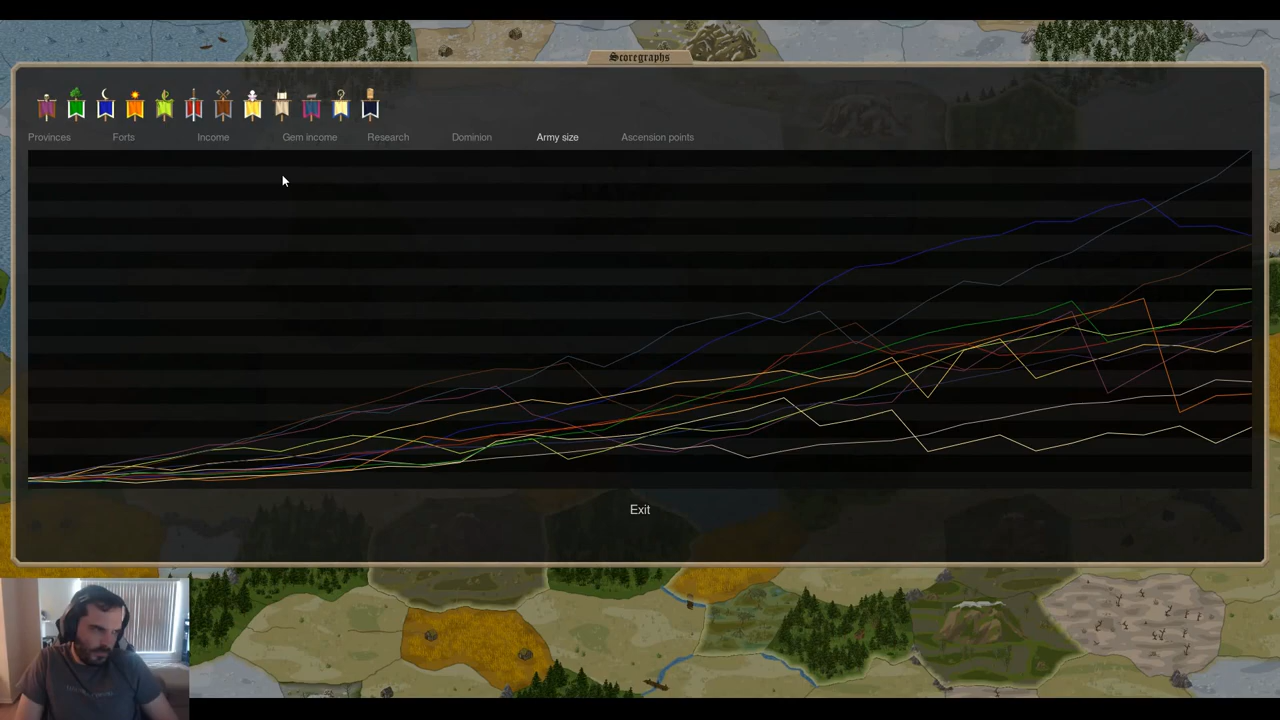 Scoregraphs
Provinces Forts Income Gem income Research Dominion Army size Ascension points
Exit